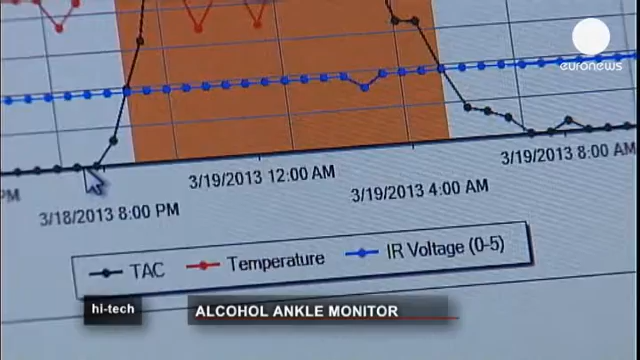 euronews
PM
3/18/2013 8:00 PM
3/19/2013 12:00 AM
3/19/2013 4:00 AM
3/19/2013 8:00 AM
TAC
Temperature
IR Voltage (0-5)
hi-tech
ALCOHOL ANKLE MONITOR